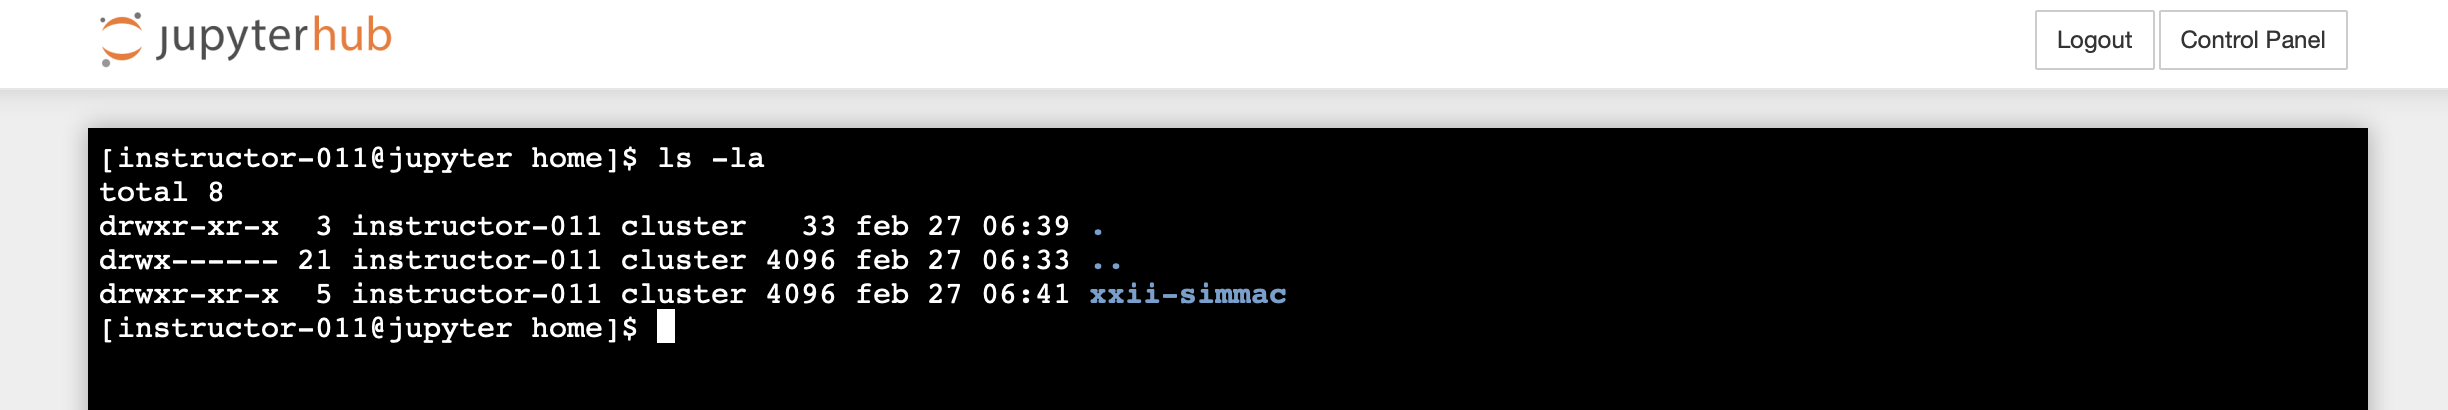 jupyterhub
Logout
Control Panel
[instructor-011@jupyter home]$ ls -la
total 8
drwxr-xr-x  3 instructor-011 cluster   33 feb 27 06:39 .
drwx------ 21 instructor-011 cluster 4096 feb 27 06:33 ..
drwxr-xr-x  5 instructor-011 cluster 4096 feb 27 06:41 xxii-simmac
[instructor-011@jupyter home]$